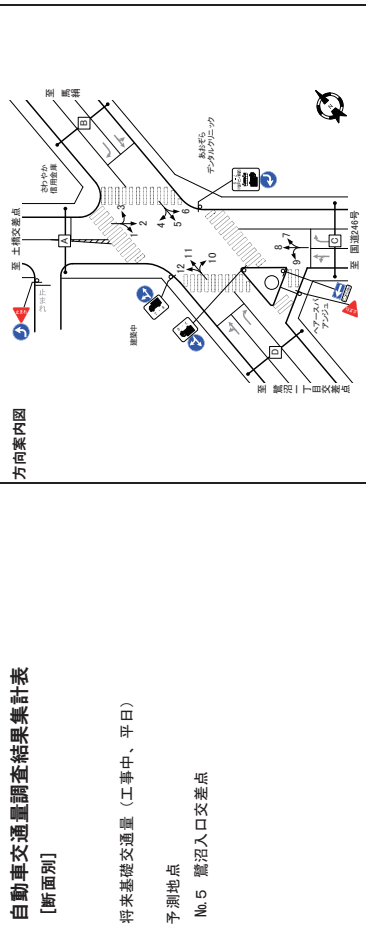 自動車交通量調査結果集計表
[断面別]
将来基礎交通量（工事中、平日）
予測地点
No.5 鷺沼入口交差点
方向案内図
至 土橋交差点
至 馬絹
さわやか
信用金庫
A
B
あおぞら
デンタルクリニック
止まれ
1
2
3
4
5
6
7
8
9
10
11
12
建築中
C
D
ヘアースパ
アンジュ
至 国道246号
至 鷺沼一丁目交差点